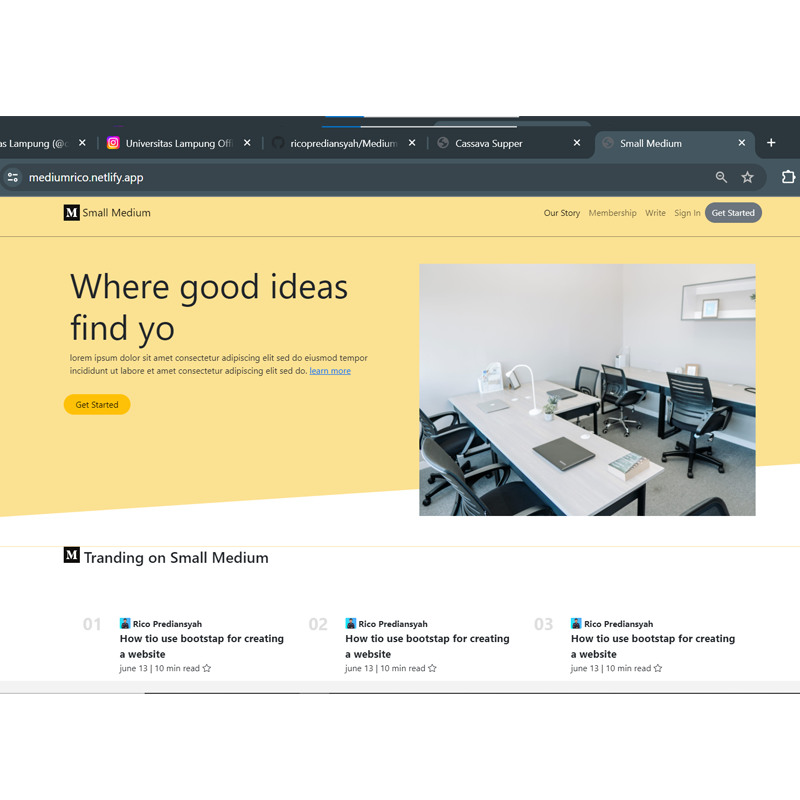 as Lampung (@
Universitas Lampung Offi
ricoprediansyah/Medium
Cassava Supper
Small Medium
mediumrico.netlify.app
M Small Medium
Our Story Membership Write Sign In Get Started
Where good ideas
find yo
lorem ipsum dolor sit amet consectetur adipiscing elit sed do eiusmod tempor
incididunt ut labore et amet consectetur adipiscing elit sed do. learn more
Get Started
M Tranding on Small Medium
01 Rico Prediansyah
How tio use bootstap for creating
a website
june 13 | 10 min read
02 Rico Prediansyah
How tio use bootstap for creating
a website
june 13 | 10 min read
03 Rico Prediansyah
How tio use bootstap for creating
a website
june 13 | 10 min read